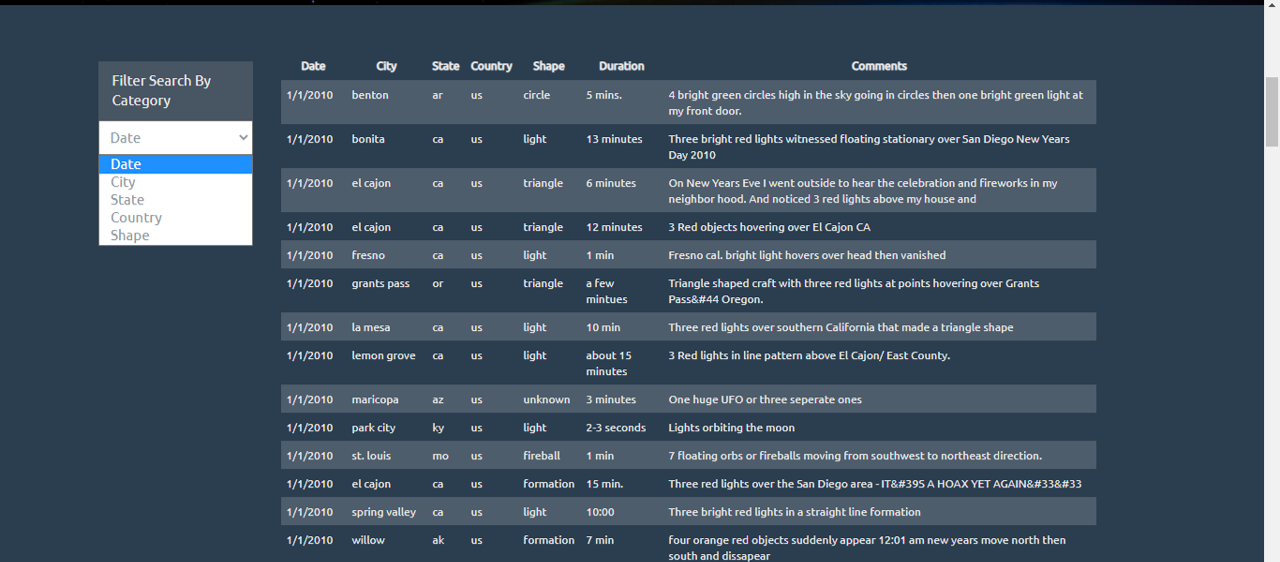 Filter Search By
Category
Date
Date
City
State
Country
Shape
Date City State Country Shape Duration Comments
1/1/2010 benton ar us circle 5 mins. 4 bright green circles high in the sky going in circles then one bright green light at
my front door.
1/1/2010 bonita ca us light 13 minutes Three bright red lights witnessed floating stationary over San Diego New Years
Day 2010
1/1/2010 el cajon ca us triangle 6 minutes On New Years Eve I went outside to hear the celebration and fireworks in my
neighbor hood. And noticed 3 red lights above my house and
1/1/2010 el cajon ca us triangle 12 minutes 3 Red objects hovering over El Cajon CA
1/1/2010 fresno ca us light 1 min Fresno cal. bright light hovers over head then vanished
1/1/2010 grants pass or us triangle a few Triangle shaped craft with three red lights at points hovering over Grants
mintues Pass&#44 Oregon.
1/1/2010 la mesa ca us light 10 min Three red lights over southern California that made a triangle shape
1/1/2010 lemon grove ca us light about 15 3 Red lights in line pattern above El Cajon/ East County.
minutes
1/1/2010 maricopa az us unknown 3 minutes One huge UFO or three seperate ones
1/1/2010 park city ky us light 2-3 seconds Lights orbiting the moon
1/1/2010 st. louis mo us fireball 1 min 7 floating orbs or fireballs moving from southwest to northeast direction.
1/1/2010 el cajon ca us formation 15 min. Three red lights over the San Diego area - IT&#39S A HOAX YET AGAIN&#33&#33
1/1/2010 spring valley ca us light 10:00 Three bright red lights in a straight line formation
1/1/2010 willow ak us formation 7 min four orange red objects suddenly appear 12:01 am new years move north then
south and dissapear